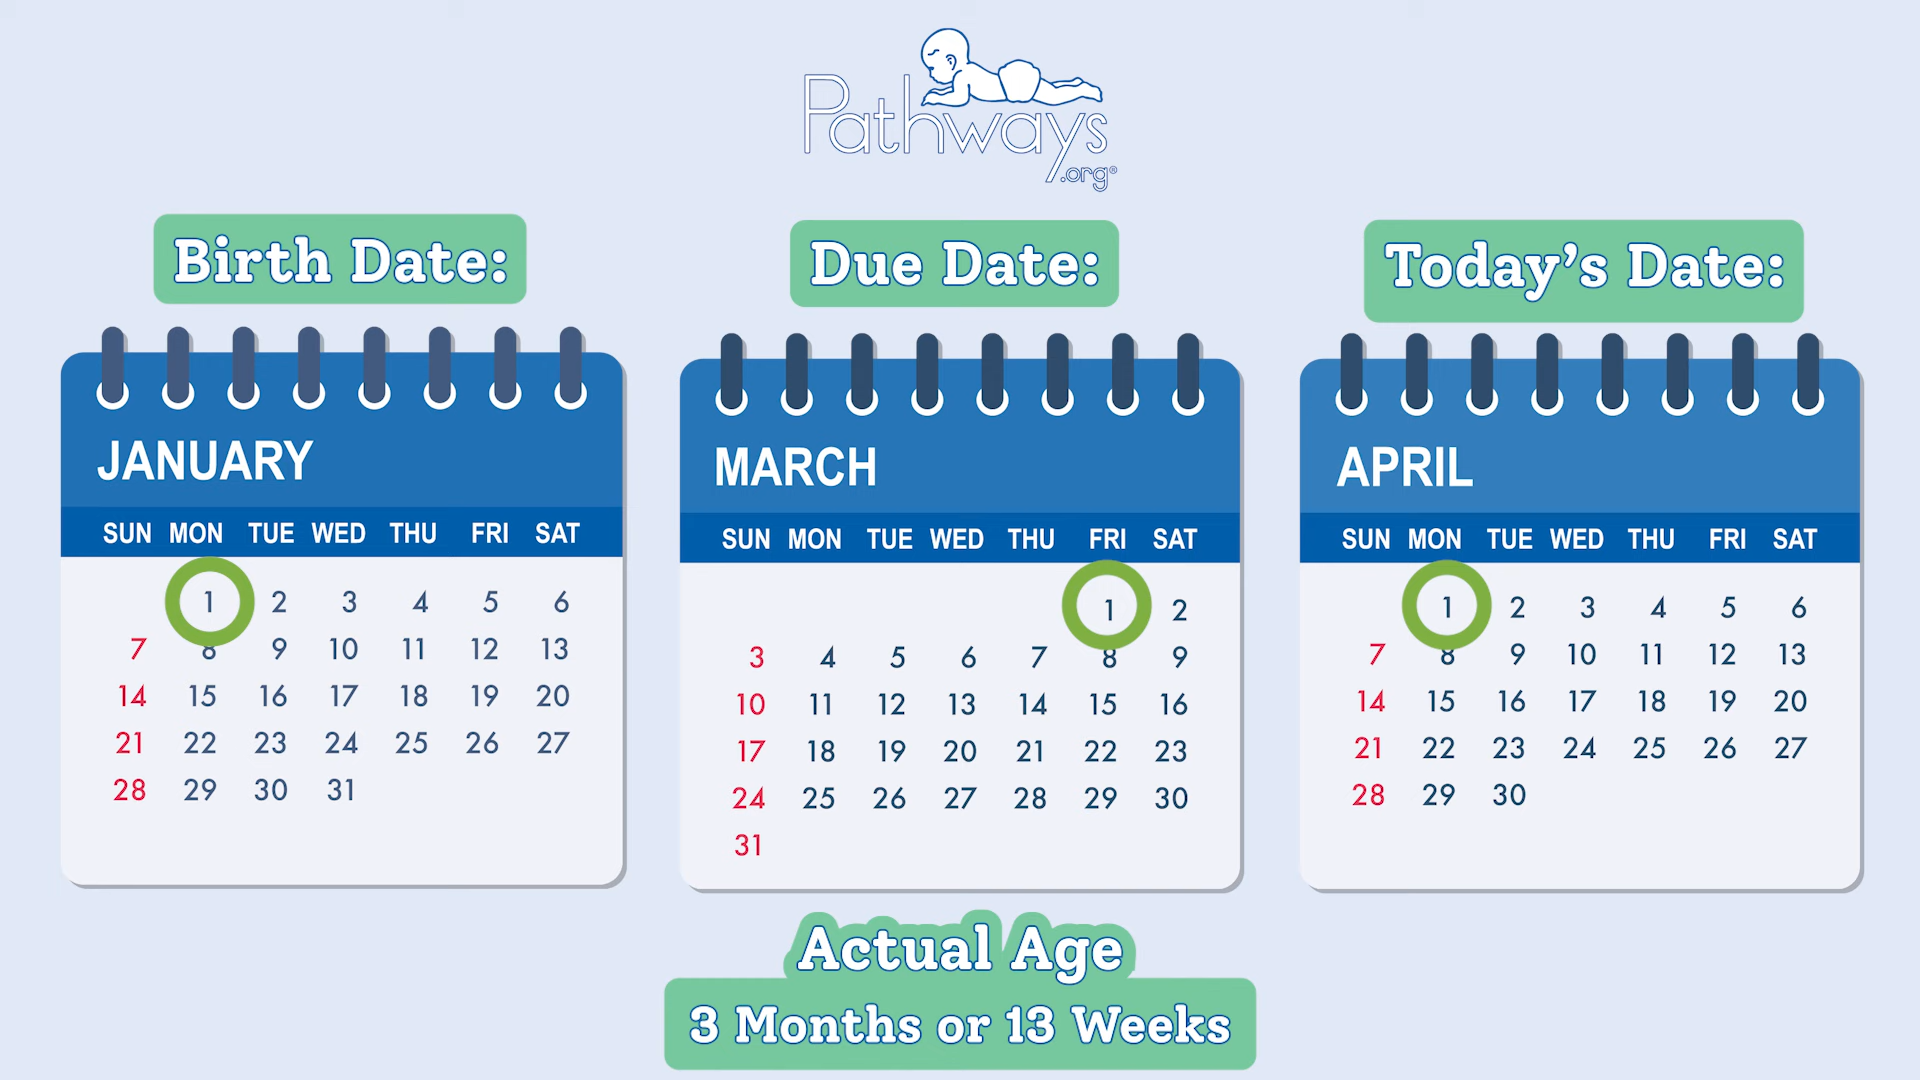 Pathways
.org®
Birth Date:
Due Date:
Today's Date:
JANUARY
SUN MON TUE WED THU FRI SAT
1 2 3 4 5 6
7 8 9 10 11 12 13
14 15 16 17 18 19 20
21 22 23 24 25 26 27
28 29 30 31
MARCH
SUN MON TUE WED THU FRI SAT
1 2
3 4 5 6 7 8 9
10 11 12 13 14 15 16
17 18 19 20 21 22 23
24 25 26 27 28 29 30
31
APRIL
SUN MON TUE WED THU FRI SAT
1 2 3 4 5 6
7 8 9 10 11 12 13
14 15 16 17 18 19 20
21 22 23 24 25 26 27
28 29 30
Actual Age
3 Months or 13 Weeks